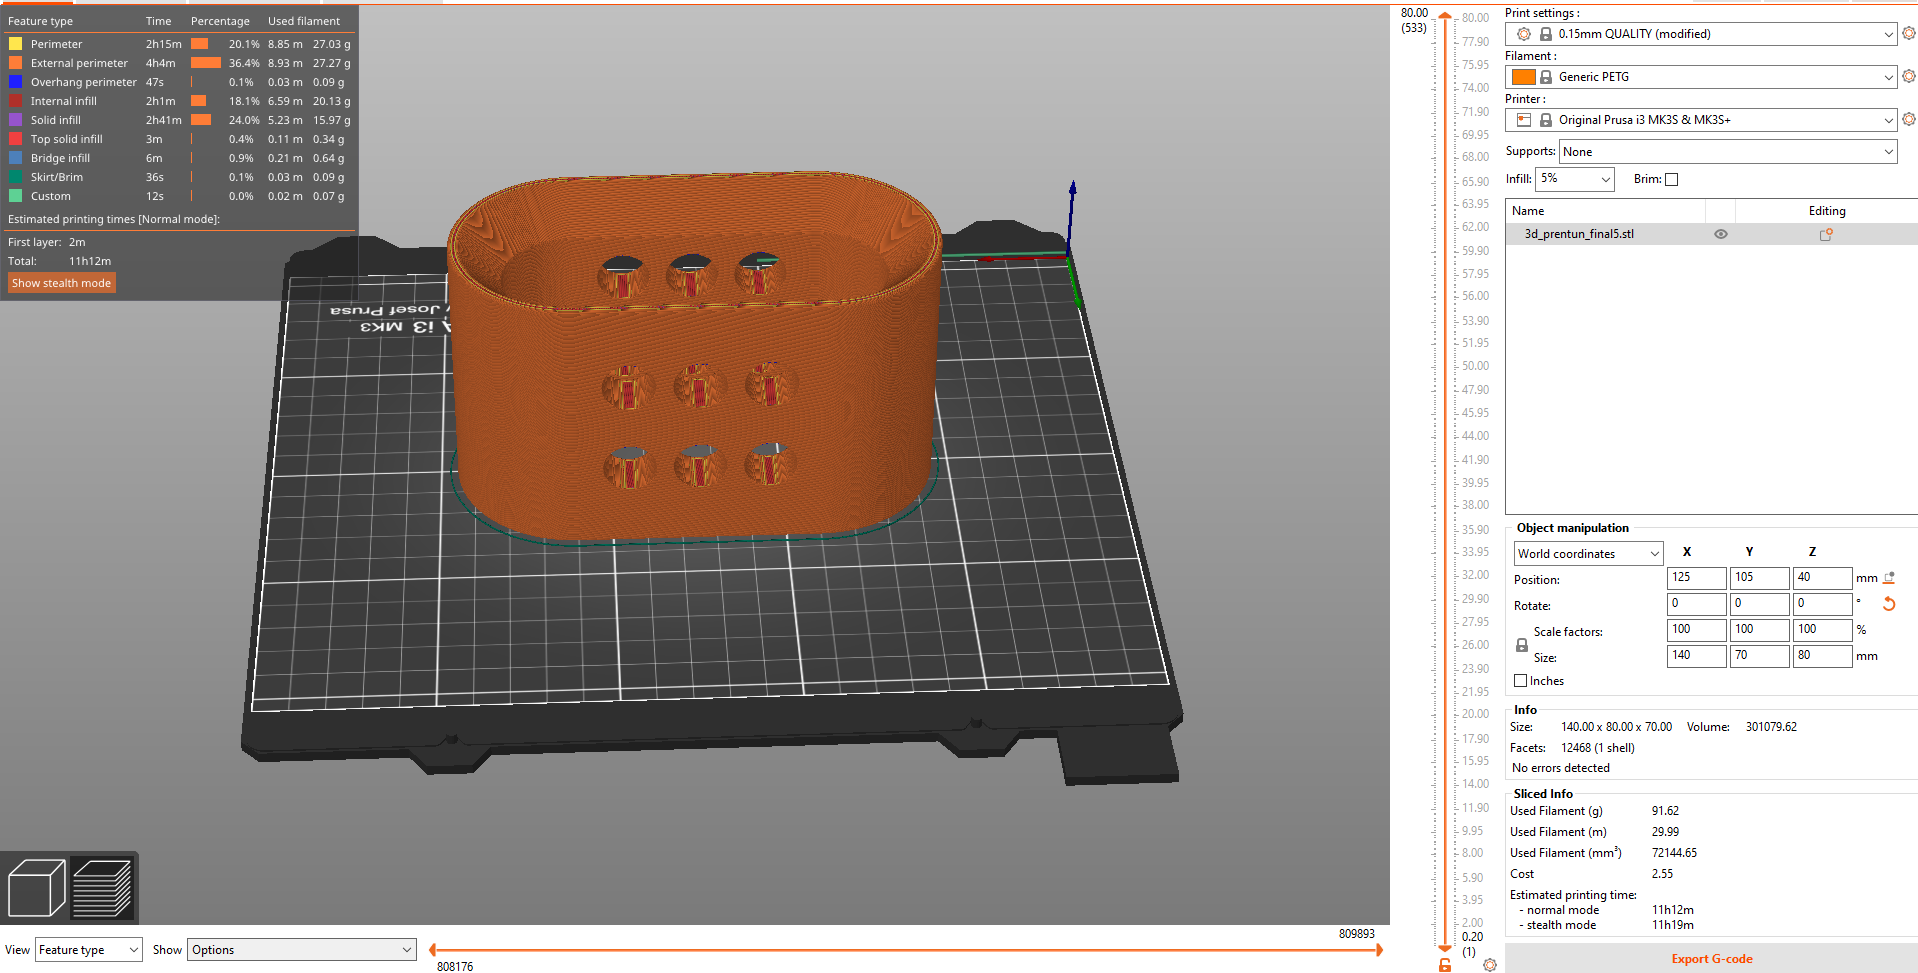 Feature type Time Percentage Used filament
Perimeter 2h15m 20.1% 8.85 m 27.03 g
External perimeter 4h4m 36.4% 8.93 m 27.27 g
Overhang perimeter 47s 0.1% 0.03 m 0.09 g
Internal infill 2h1m 18.1% 6.59 m 20.13 g
Solid infill 2h41m 24.0% 5.23 m 15.97 g
Top solid infill 3m 0.4% 0.11 m 0.34 g
Bridge infill 6m 0.9% 0.21 m 0.64 g
Skirt/Brim 36s 0.1% 0.03 m 0.09 g
Custom 12s 0.0% 0.02 m 0.07 g
Estimated printing times [Normal mode]:
First layer: 2m
Total: 11h12m
Show stealth mode
Josef Prusa
i3 MK3
View Feature type Show Options
809893
808176
80.00
(533)
80.00
77.90
75.95
74.00
71.90
69.95
68.00
65.90
63.95
62.00
59.90
57.95
56.00
53.90
51.95
50.00
47.90
45.95
44.00
41.90
39.95
38.00
35.90
33.95
32.00
29.90
27.95
26.00
23.90
21.95
20.00
17.90
15.95
14.00
11.90
9.95
8.00
5.90
3.95
2.00
0.20
(1)
Print settings :
0.15mm QUALITY (modified)
Filament :
Generic PETG
Printer :
Original Prusa i3 MK3S & MK3S+
Supports: None
Infill: 5% Brim:
Name Editing
3d_prentun_final5.stl
Object manipulation
World coordinates X Y Z
Position: 125 105 40 mm
Rotate: 0 0 0 °
Scale factors: 100 100 100 %
Size: 140 70 80 mm
Inches
Info
Size: 140.00 x 80.00 x 70.00 Volume: 301079.62
Facets: 12468 (1 shell)
No errors detected
Sliced Info
Used Filament (g) 91.62
Used Filament (m) 29.99
Used Filament (mm³) 72144.65
Cost 2.55
Estimated printing time:
- normal mode 11h12m
- stealth mode 11h19m
Export G-code